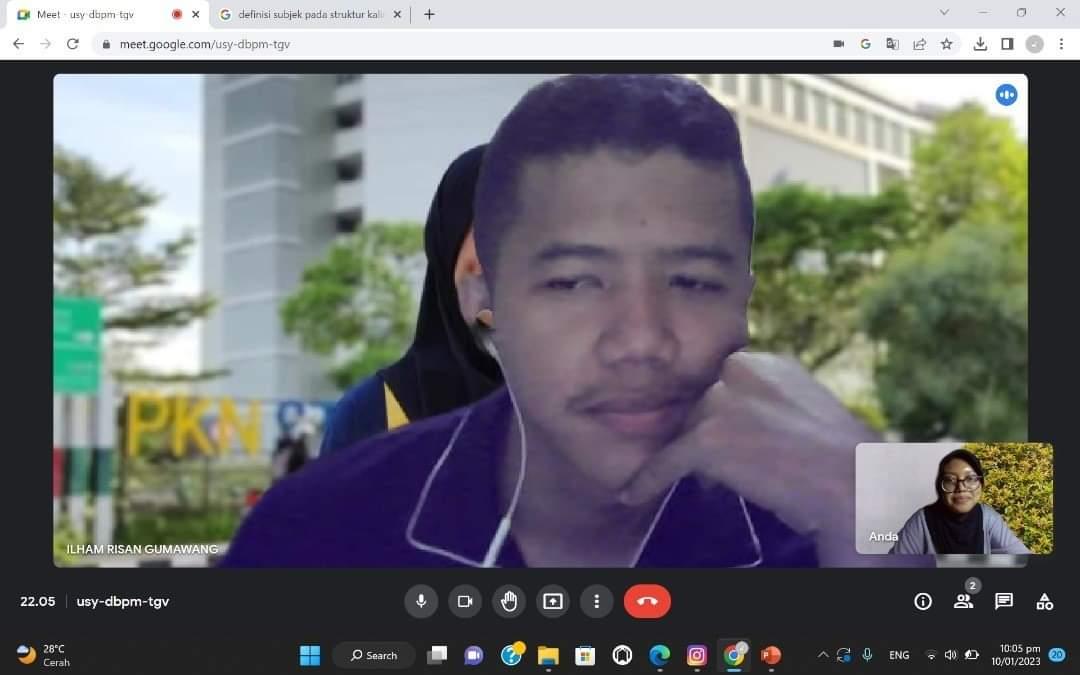 Meet - usy-dbpm-tgv
definisi subjek pada struktur kali
meet.google.com/usy-dbpm-tgv
PKN
ILHAM RISAN GUMAWANG
Anda
22.05 | usy-dbpm-tgv
2
28°C
Cerah
Search
ENG
10:05 pm
10/01/2023
20